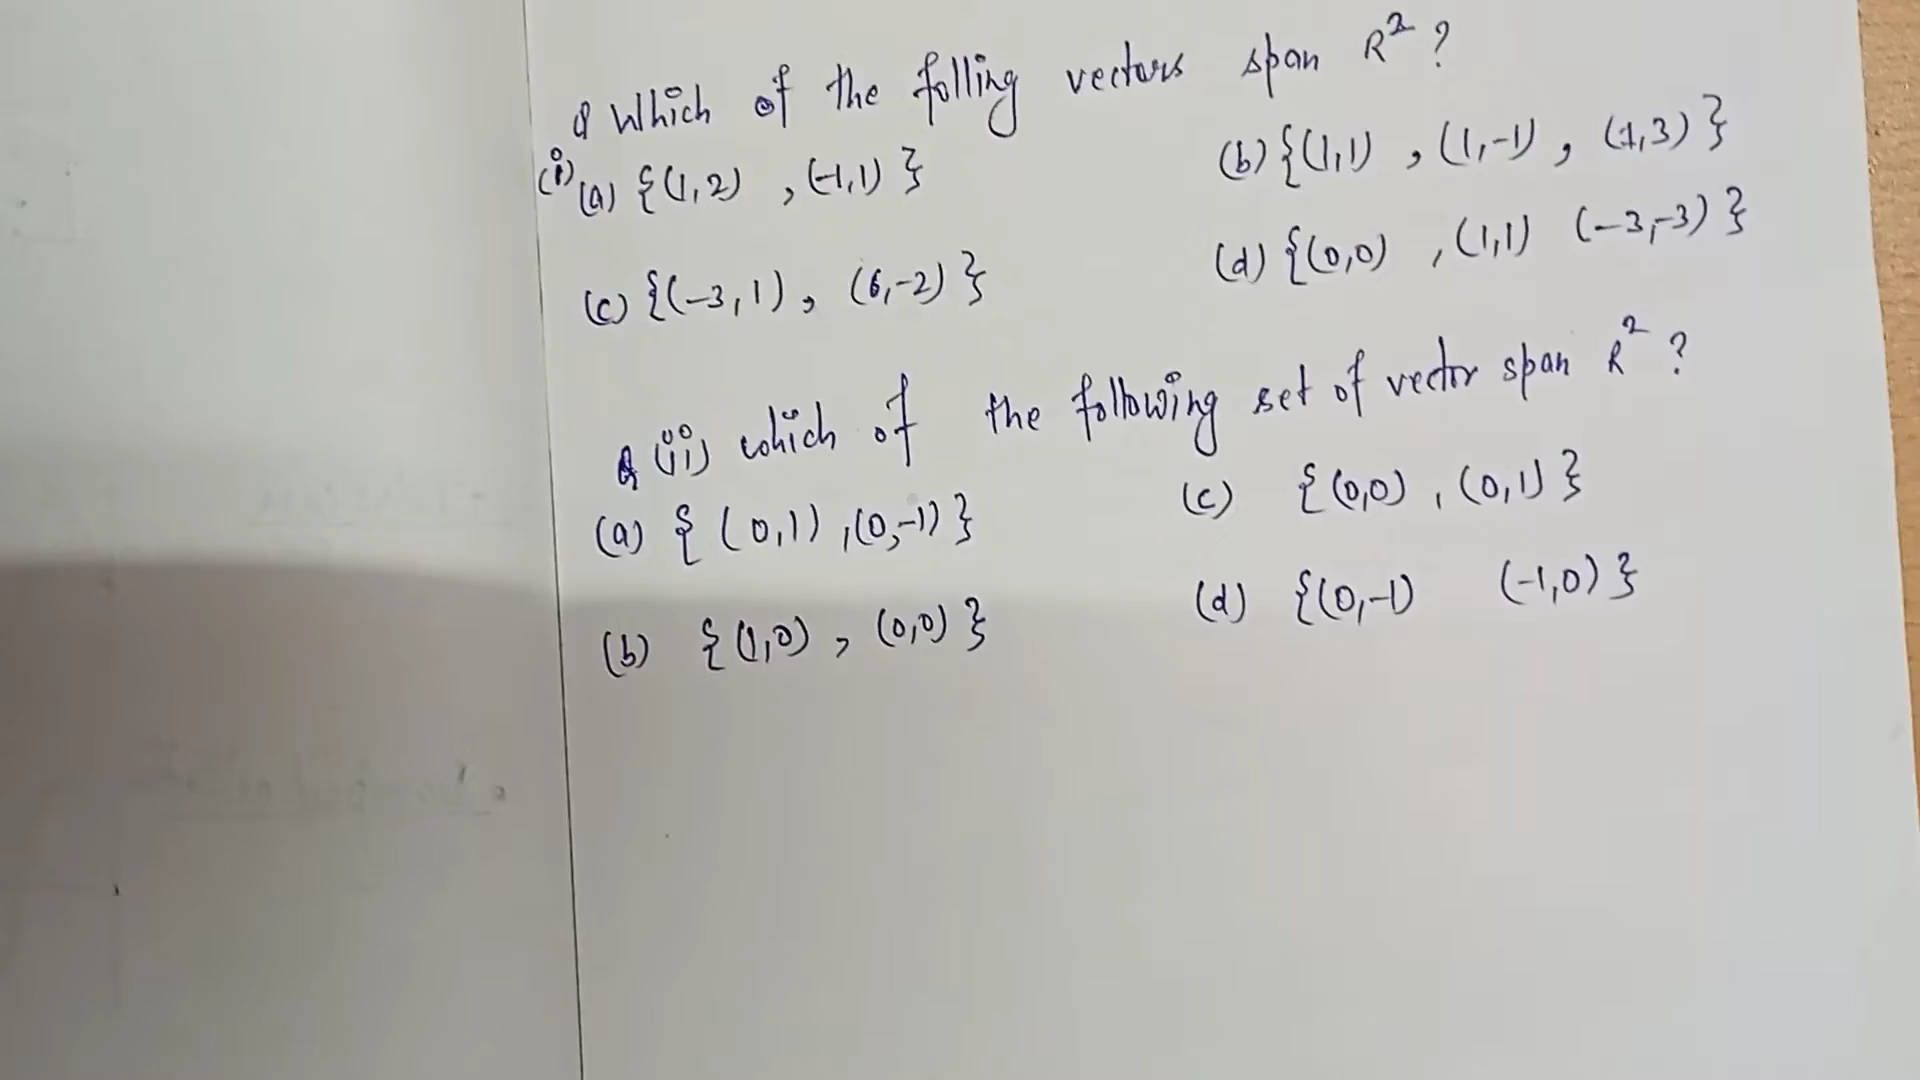 Q Which of the folling vectors span R² ?
(i) (a) {(1,2) , (-1,1) }
(b) {(1,1) , (1,-1) , (1,3) }
(c) {(-3,1) , (6,-2) }
(d) {(0,0) , (1,1) (-3,-3) }
Q (ii) which of the following set of vector span R² ?
(a) { (0,1) , (0,-1) }
(c) { (0,0) , (0,1) }
(b) { (1,0) , (0,0) }
(d) {(0,-1) (-1,0) }